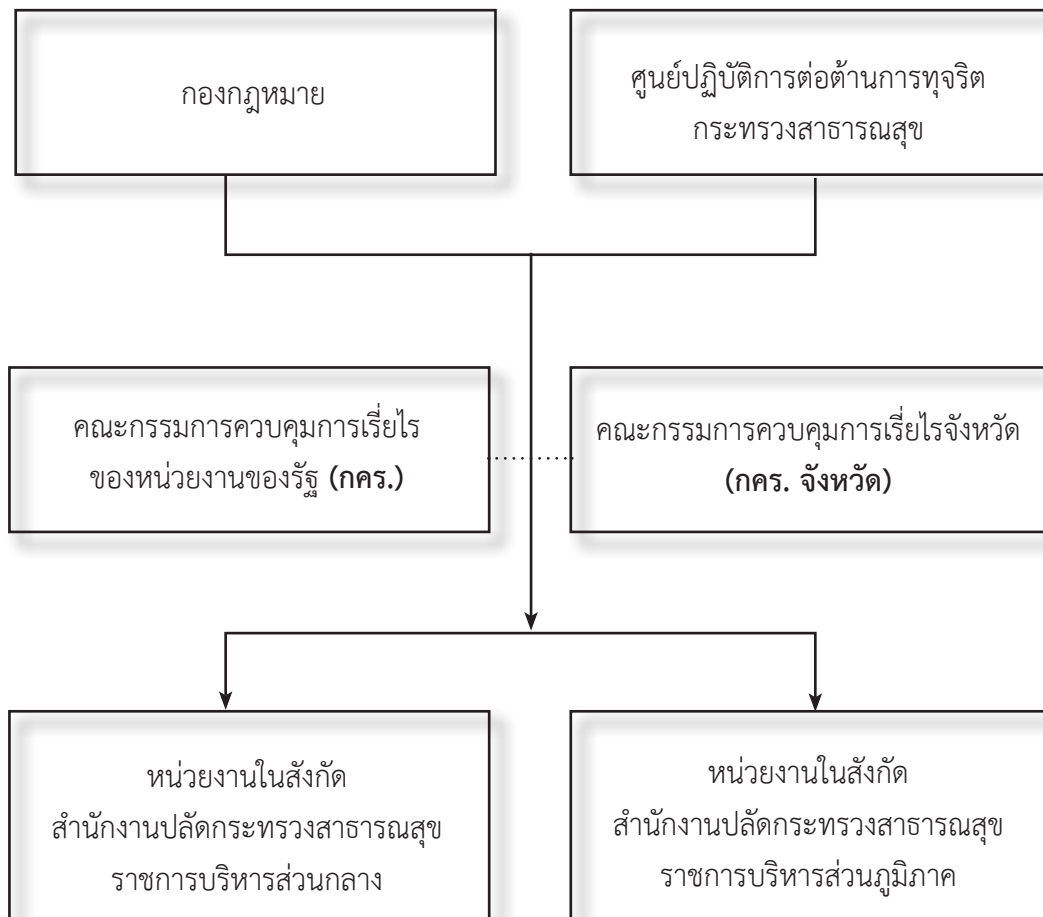 กองกฎหมาย
ศูนย์ปฏิบัติการต่อต้านการทุจริต
กระทรวงสาธารณสุข
คณะกรรมการควบคุมการเรี่ยไร
ของหน่วยงานของรัฐ (กคร.)
คณะกรรมการควบคุมการเรี่ยไรจังหวัด
(กคร. จังหวัด)
หน่วยงานในสังกัด
สำนักงานปลัดกระทรวงสาธารณสุข
ราชการบริหารส่วนกลาง
หน่วยงานในสังกัด
สำนักงานปลัดกระทรวงสาธารณสุข
ราชการบริหารส่วนภูมิภาค